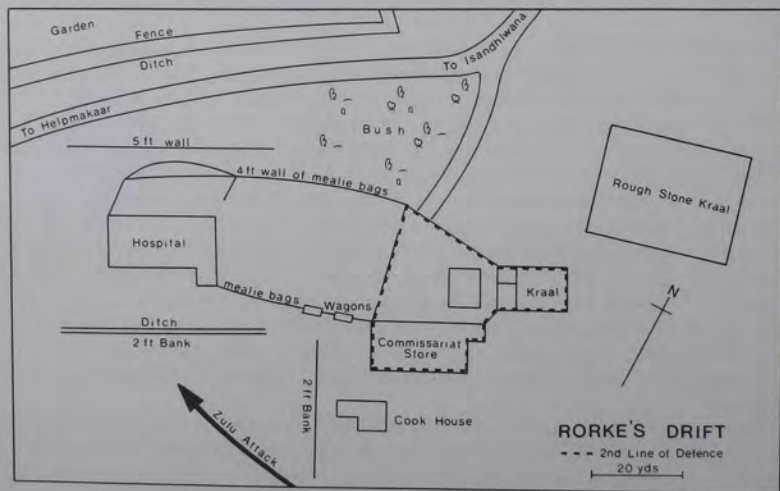 Garden
Fence
Ditch
To Isandhlwana
To Helpmakaar
Bush
5 ft wall
4 ft wall of mealie bags
Rough Stone Kraal
Hospital
Kraal
mealie bags
Wagons
N
Ditch
2 ft Bank
Commissariat
Store
2 ft Bank
Zulu Attack
Cook House
RORKE'S DRIFT
2nd Line of Defence
20 yds